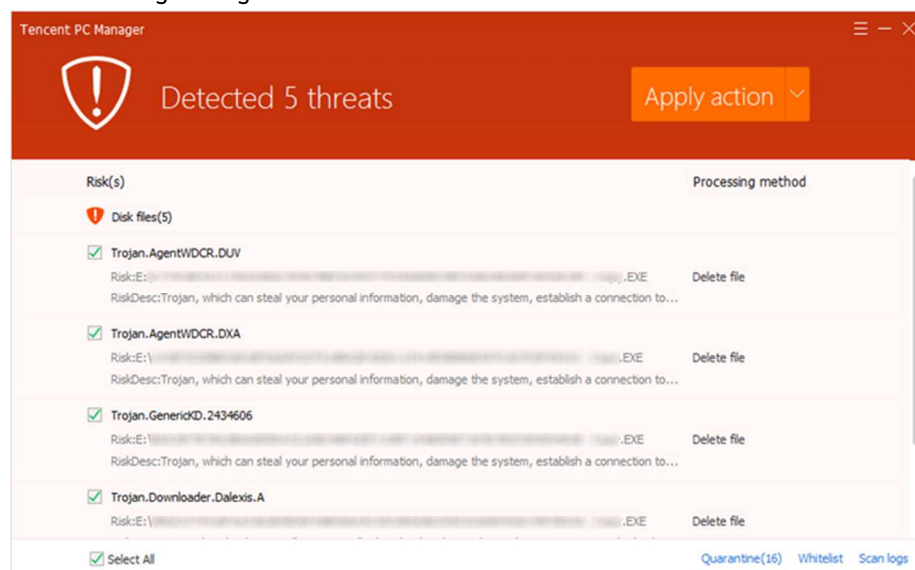 Tencent PC Manager
Detected 5 threats
Apply action
Risk(s) Processing method
Disk files(5)
Trojan.AgentWDCR.DUV
Risk:E: .EXE Delete file
RiskDesc:Trojan, which can steal your personal information, damage the system, establish a connection to...
Trojan.AgentWDCR.DXA
Risk:E:\ .EXE Delete file
RiskDesc:Trojan, which can steal your personal information, damage the system, establish a connection to...
Trojan.GenericKD.2434606
Risk:E:\ .EXE Delete file
RiskDesc:Trojan, which can steal your personal information, damage the system, establish a connection to...
Trojan.Downloader.Dalexis.A
Risk:E:\ .EXE Delete file
Select All Quarantine(16) Whitelist Scan logs